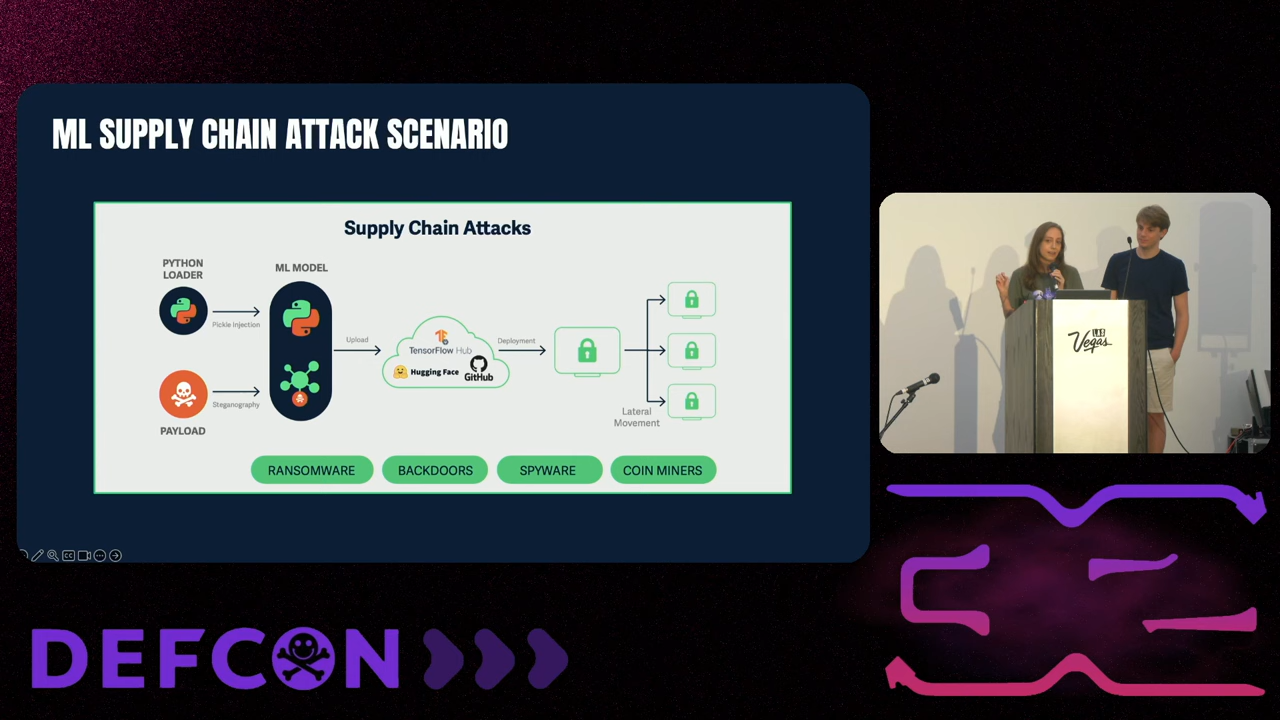 ML SUPPLY CHAIN ATTACK SCENARIO
Supply Chain Attacks
PYTHON
LOADER
ML MODEL
Pickle Injection
Upload
TensorFlow Hub
Deployment
Hugging Face
GitHub
Steganography
PAYLOAD
Lateral
Movement
RANSOMWARE
BACKDOORS
SPYWARE
COIN MINERS
LAS
Vegas
DEFCON